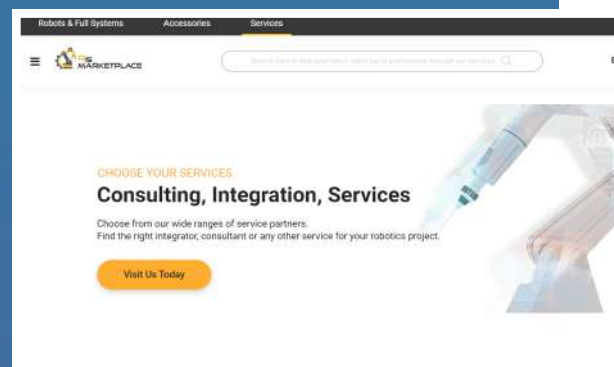 Robots & Full Systems Accessories Services
MARKETPLACE
CHOOSE YOUR SERVICES
Consulting, Integration, Services
Choose from our wide ranges of service partners.
Find the right integrator, consultant or any other service for your robotics project.
Visit Us Today